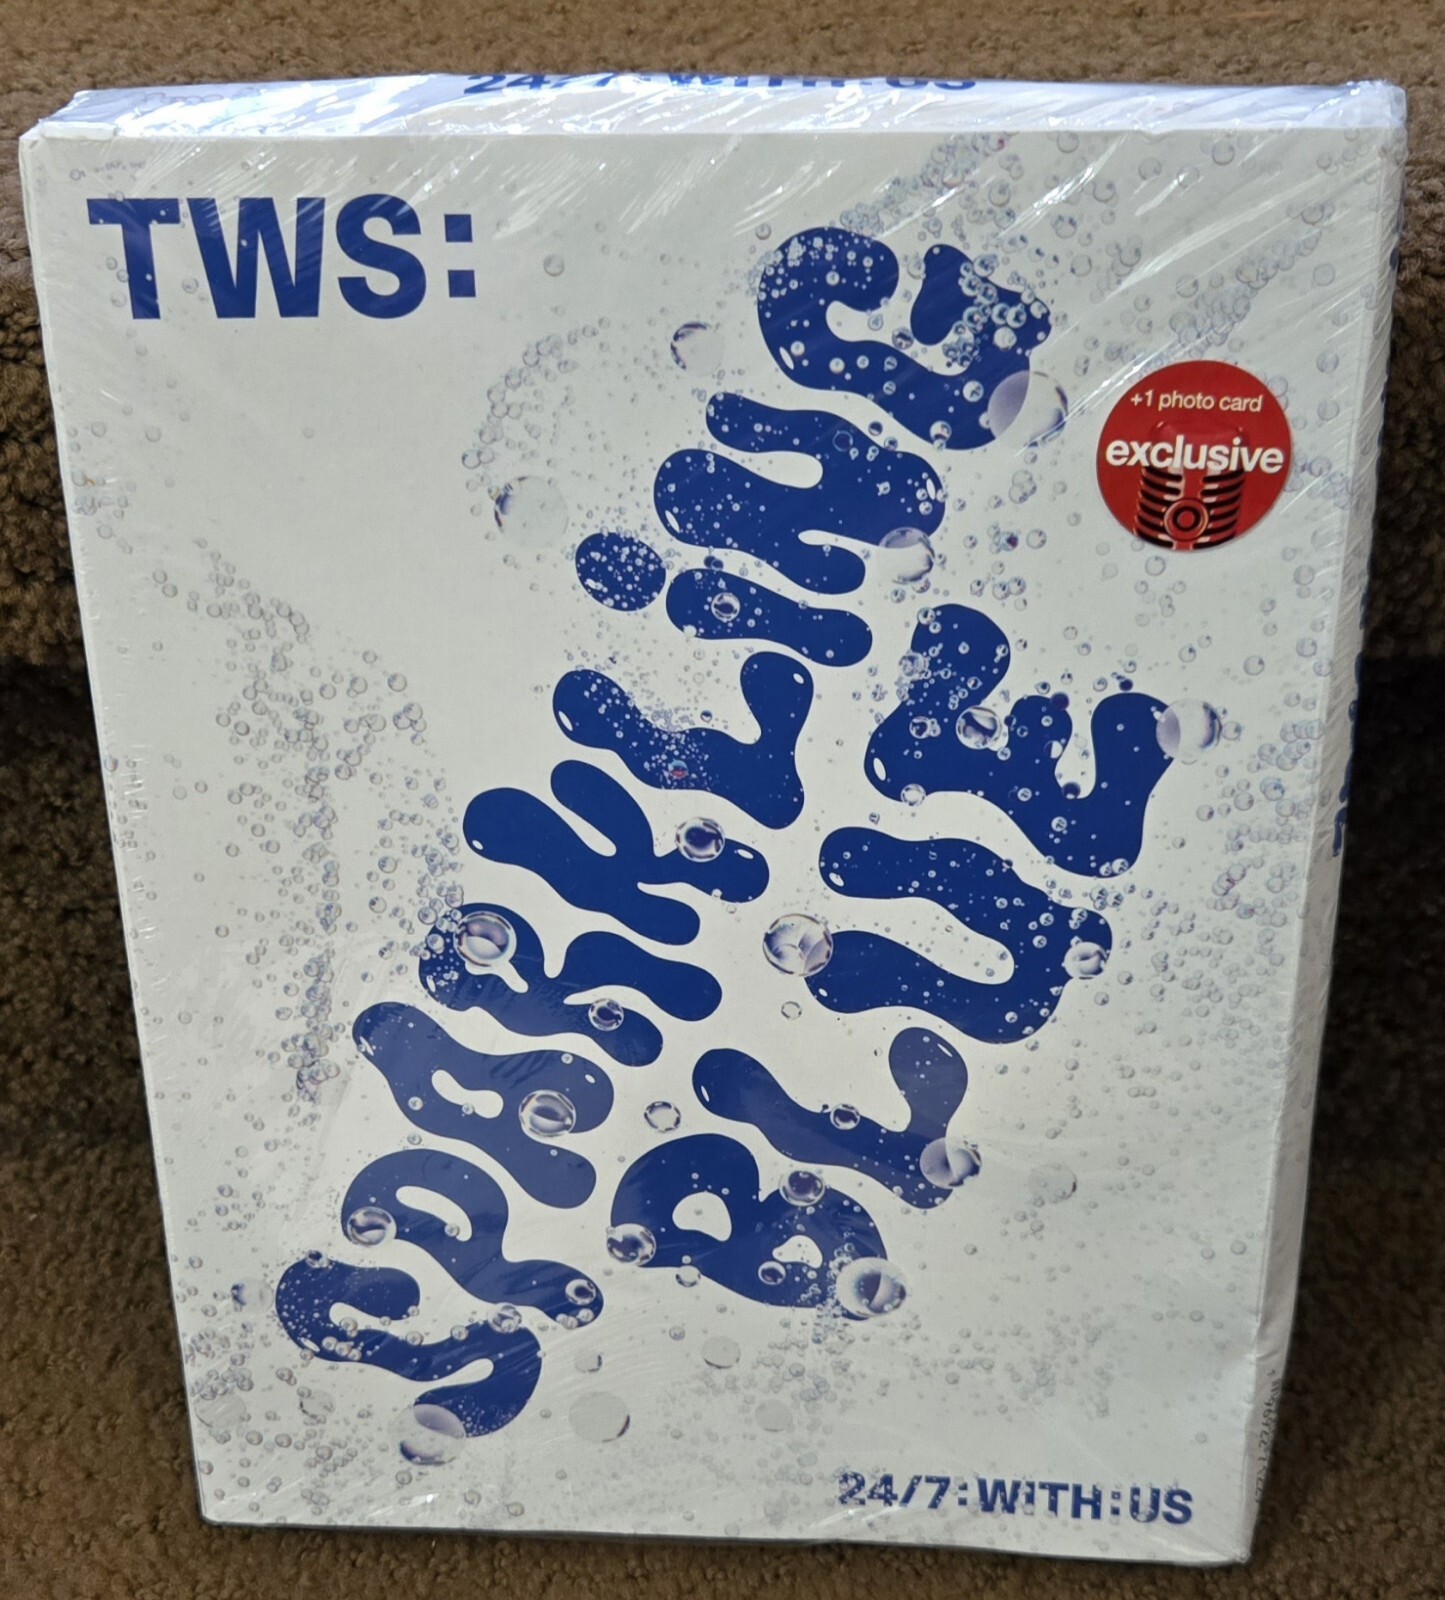 24/7:WITH:US
TWS:
+1 photo card
exclusive
SPARKLING
BLUE
24/7:WITH:US